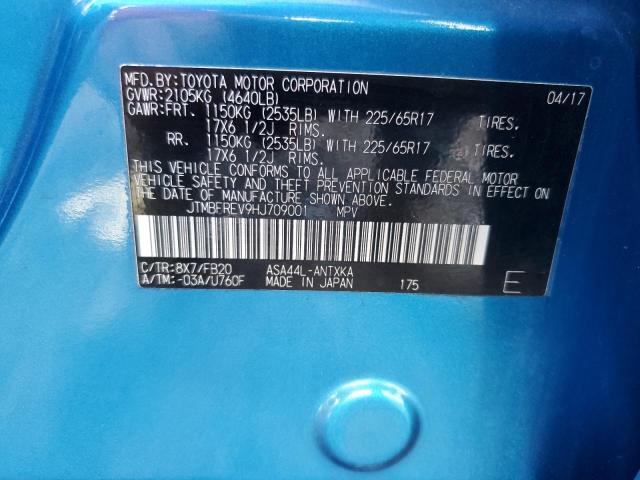 MFD.BY:TOYOTA MOTOR CORPORATION 04/17
GVWR:2105KG (4640LB)
GAWR:FRT. 1150KG (2535LB) WITH 225/65R17 TIRES.
17X6 1/2J RIMS.
RR. 1150KG (2535LB) WITH 225/65R17 TIRES.
17X6 1/2J RIMS.
THIS VEHICLE CONFORMS TO ALL APPLICABLE FEDERAL MOTOR
VEHICLE SAFETY AND THEFT PREVENTION STANDARDS IN EFFECT ON
THE DATE OF MANUFACTURE SHOWN ABOVE.
JTMBFREV9HJ709001 MPV
C/TR:8X7/FB20 ASA44L-ANTXKA
A/TM:-03A/U760F MADE IN JAPAN 175 E